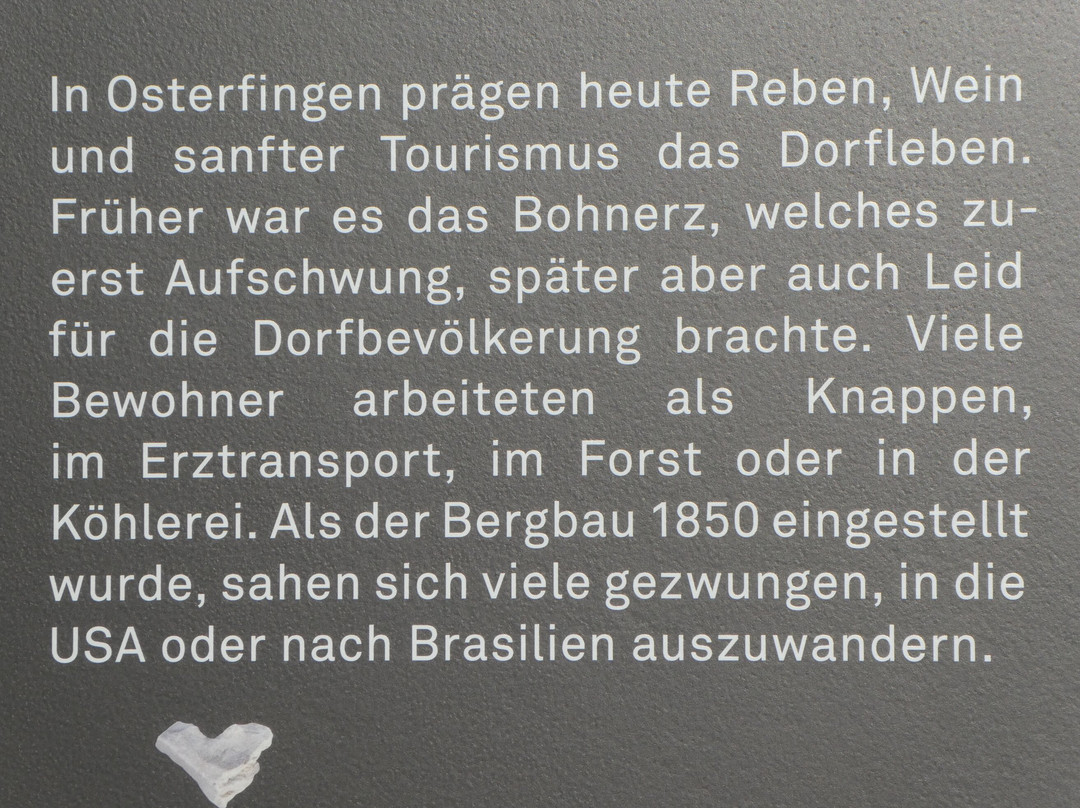 In Osterfingen prägen heute Reben, Wein
und sanfter Tourismus das Dorfleben.
Früher war es das Bohnerz, welches zu-
erst Aufschwung, später aber auch Leid
für die Dorfbevölkerung brachte. Viele
Bewohner arbeiteten als Knappen,
im Erztransport, im Forst oder in der
Köhlerei. Als der Bergbau 1850 eingestellt
wurde, sahen sich viele gezwungen, in die
USA oder nach Brasilien auszuwandern.